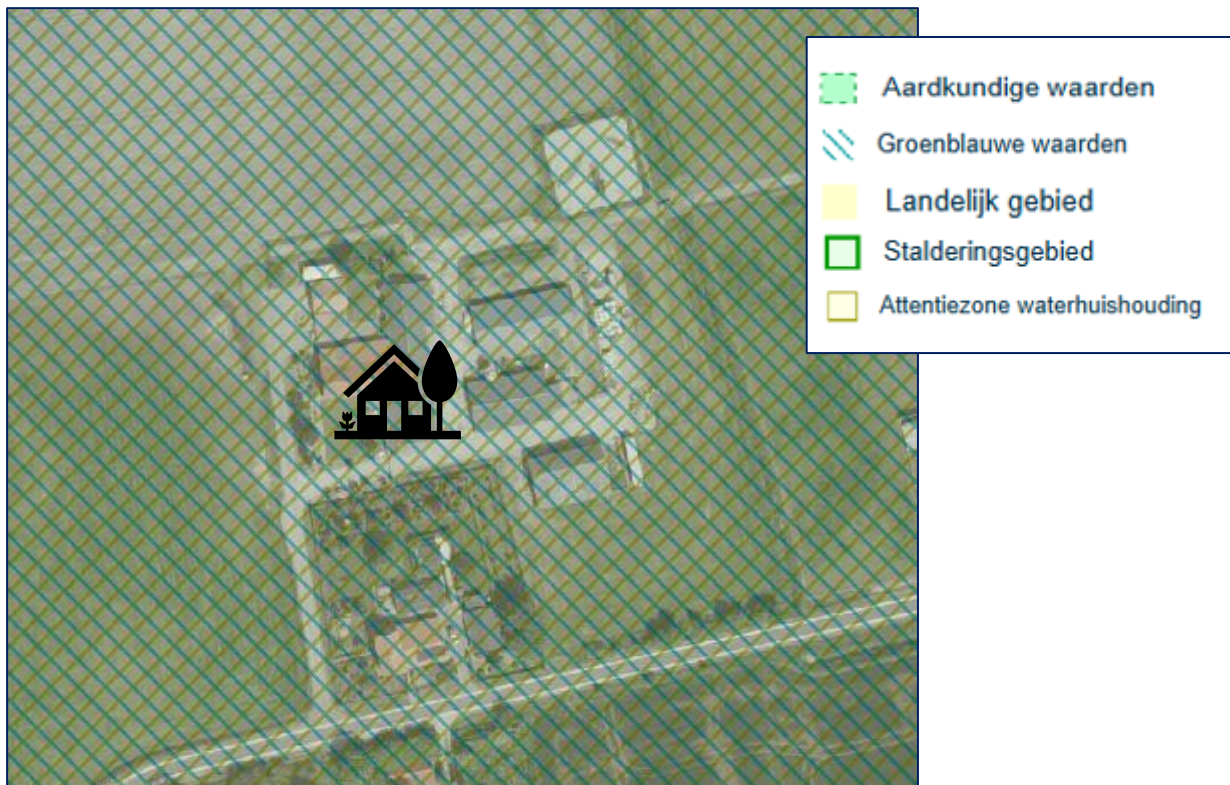 Aardkundige waarden
Groenblauwe waarden
Landelijk gebied
Stalderingsgebied
Attentiezone waterhuishouding